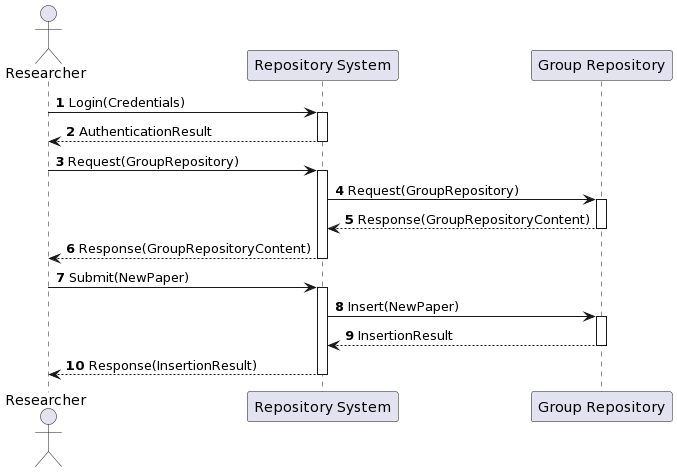 Researcher
Repository System
Group Repository
1 Login(Credentials)
2 AuthenticationResult
3 Request(GroupRepository)
4 Request(GroupRepository)
5 Response(GroupRepositoryContent)
6 Response(GroupRepositoryContent)
7 Submit(NewPaper)
8 Insert(NewPaper)
9 InsertionResult
10 Response(InsertionResult)
Researcher
Repository System
Group Repository